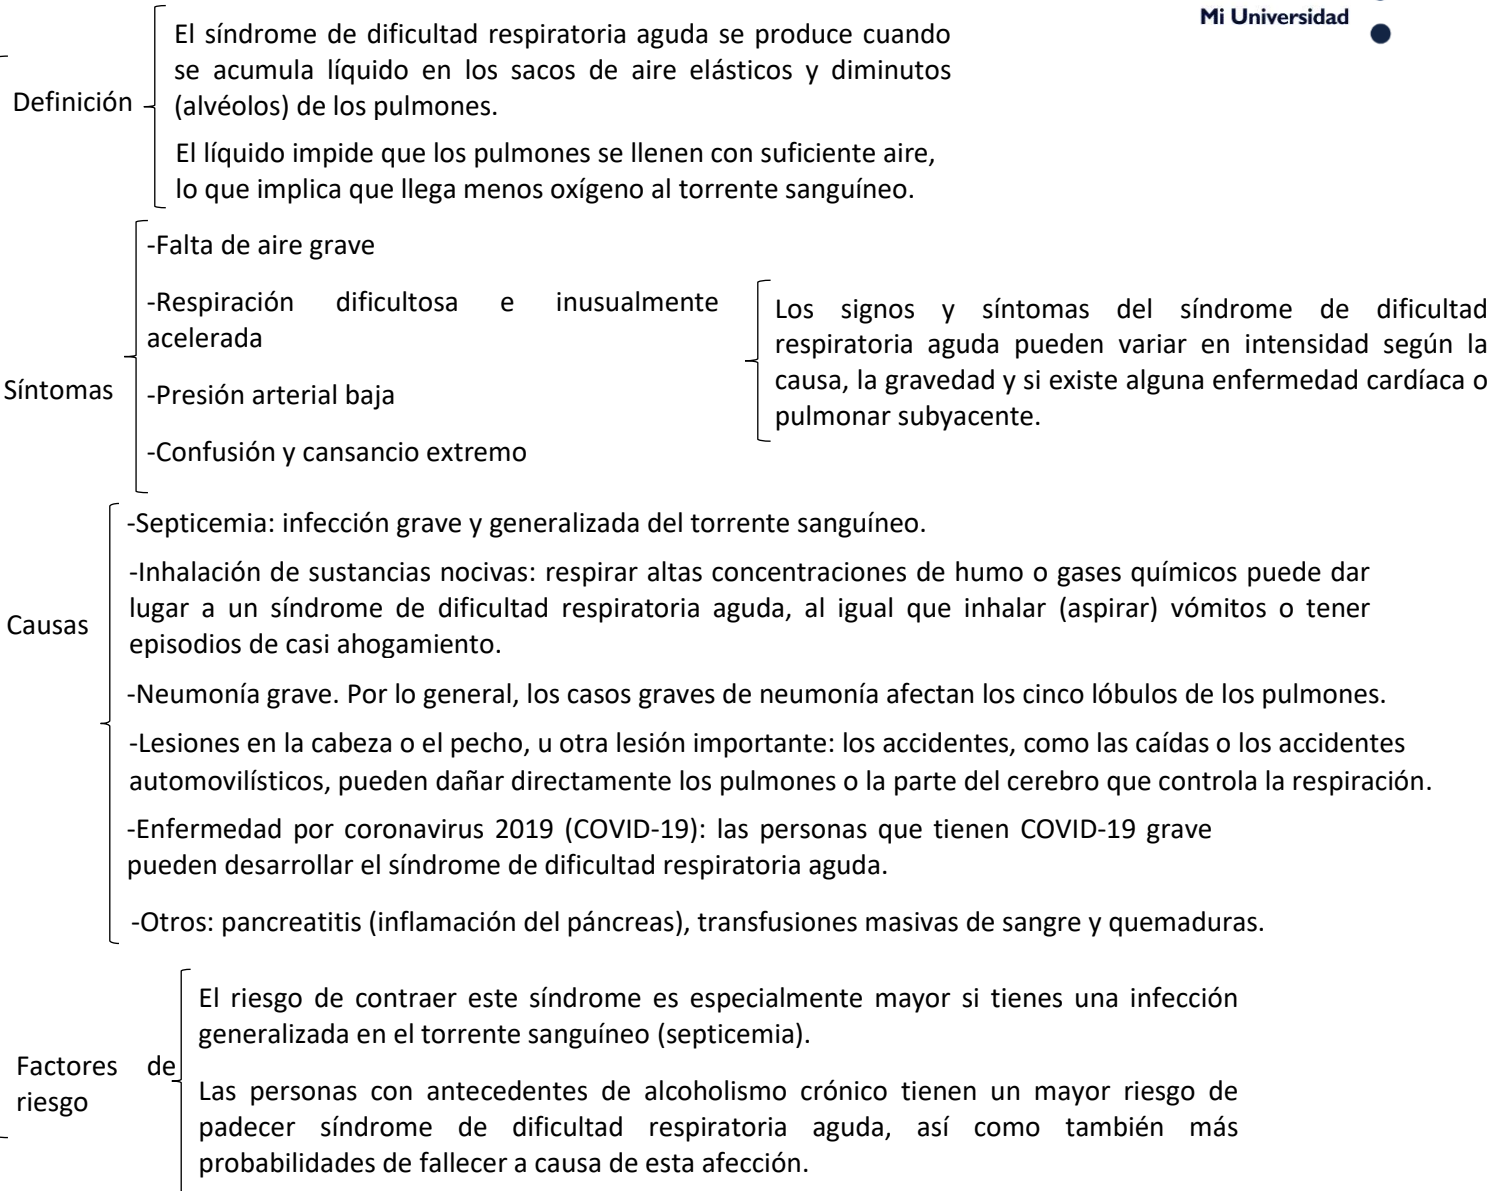 Mi Universidad
Definición
El síndrome de dificultad respiratoria aguda se produce cuando
se acumula líquido en los sacos de aire elásticos y diminutos
(alvéolos) de los pulmones.
El líquido impide que los pulmones se llenen con suficiente aire,
lo que implica que llega menos oxígeno al torrente sanguíneo.
Síntomas
-Falta de aire grave
-Respiración dificultosa e inusualmente
acelerada
-Presión arterial baja
-Confusión y cansancio extremo
Los signos y síntomas del síndrome de dificultad
respiratoria aguda pueden variar en intensidad según la
causa, la gravedad y si existe alguna enfermedad cardíaca o
pulmonar subyacente.
Causas
-Septicemia: infección grave y generalizada del torrente sanguíneo.
-Inhalación de sustancias nocivas: respirar altas concentraciones de humo o gases químicos puede dar
lugar a un síndrome de dificultad respiratoria aguda, al igual que inhalar (aspirar) vómitos o tener
episodios de casi ahogamiento.
-Neumonía grave. Por lo general, los casos graves de neumonía afectan los cinco lóbulos de los pulmones.
-Lesiones en la cabeza o el pecho, u otra lesión importante: los accidentes, como las caídas o los accidentes
automovilísticos, pueden dañar directamente los pulmones o la parte del cerebro que controla la respiración.
-Enfermedad por coronavirus 2019 (COVID-19): las personas que tienen COVID-19 grave
pueden desarrollar el síndrome de dificultad respiratoria aguda.
-Otros: pancreatitis (inflamación del páncreas), transfusiones masivas de sangre y quemaduras.
Factores de
riesgo
El riesgo de contraer este síndrome es especialmente mayor si tienes una infección
generalizada en el torrente sanguíneo (septicemia).
Las personas con antecedentes de alcoholismo crónico tienen un mayor riesgo de
padecer síndrome de dificultad respiratoria aguda, así como también más
probabilidades de fallecer a causa de esta afección.